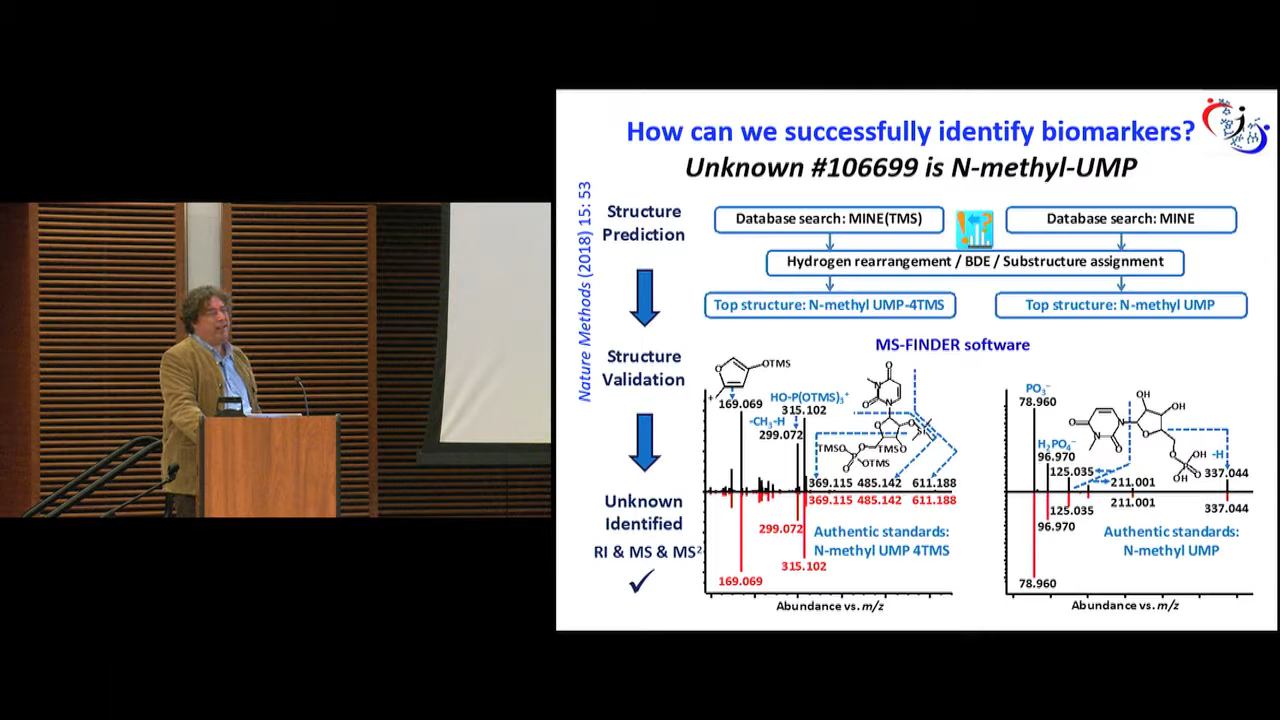 How can we successfully identify biomarkers?
Unknown #106699 is N-methyl-UMP
Nature Methods (2018) 15: 53
Structure
Prediction
Database search: MINE(TMS)
Database search: MINE
Hydrogen rearrangement / BDE / Substructure assignment
Top structure: N-methyl UMP-4TMS
Top structure: N-methyl UMP
MS-FINDER software
Structure
Validation
Unknown
Identified
RI & MS & MS²
O
OTMS
+
169.069
HO-P(OTMS)₃⁺
315.102
-CH₃-H
299.072
O
N
O
N
O
O
Si
TMSO
O
TMSO
P
OTMS
O
369.115 485.142 611.188
369.115 485.142 611.188
299.072
315.102
169.069
Authentic standards:
N-methyl UMP 4TMS
Abundance vs. m/z
PO₃⁻
78.960
H₂PO₄⁻
96.970
125.035
211.001
337.044
-H
OH
OH
O
N
N
O
O
O
P
OH
OH
O
125.035
211.001
337.044
96.970
78.960
Authentic standards:
N-methyl UMP
Abundance vs. m/z